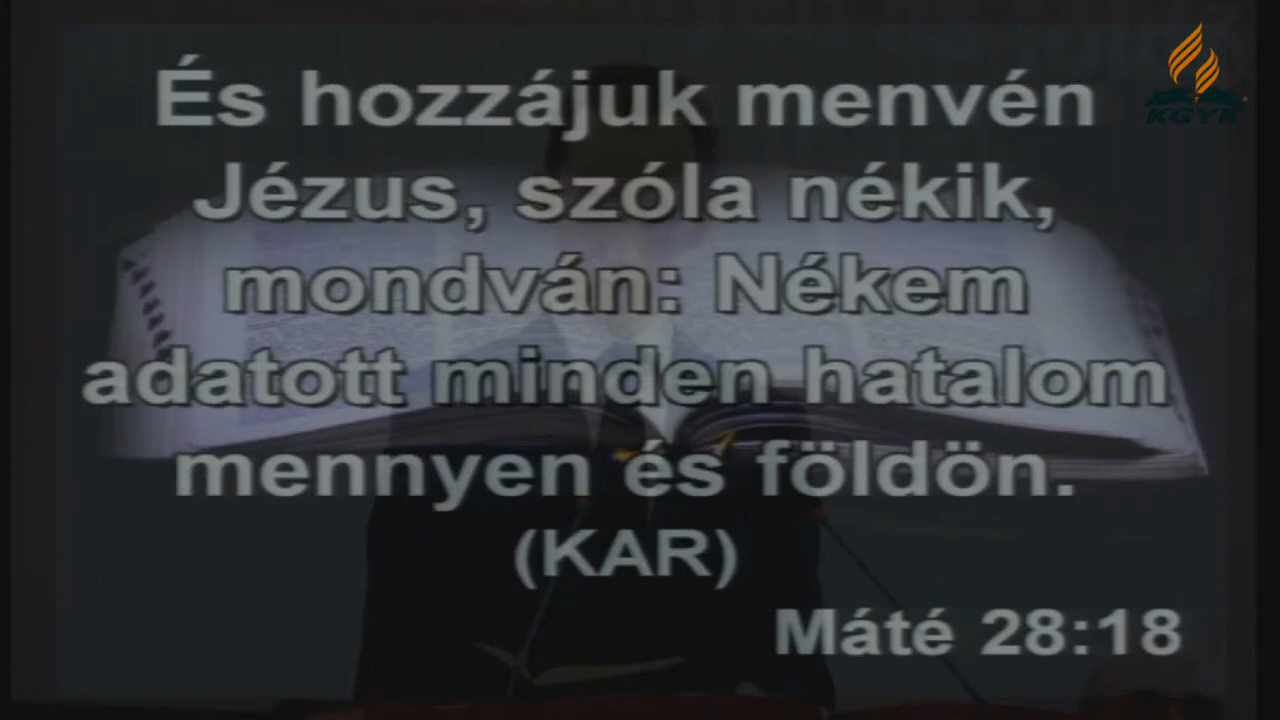 KGYK
És hozzájuk menvén
Jézus, szóla nékik,
mondván: Nékem
adatott minden hatalom
mennyen és földön.
(KAR)
Máté 28:18